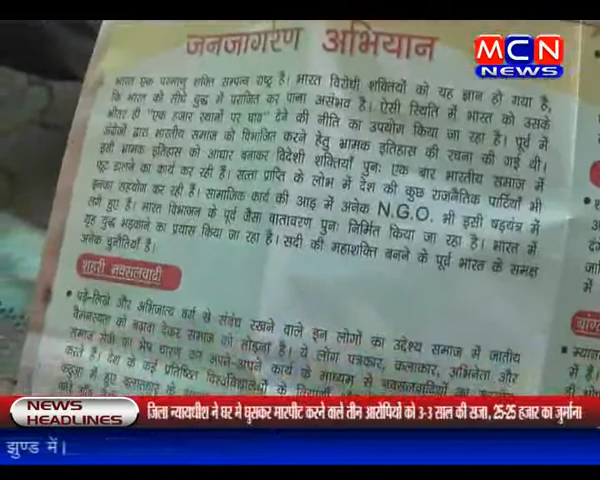 जनजागरण अभियान
MCN
NEWS
भारत एक परमाणु शक्ति सम्पन्न राष्ट्र है। भारत विरोधी शक्तियों को यह ज्ञान हो गया है,
कि भारत को सीधे युद्ध में पराजित कर पाना असंभव है। ऐसी स्थिति में भारत को उसके
भीतर ही "एक हजार स्थानों पर घाव" देने की नीति का उपयोग किया जा रहा है। पूर्व में
अंग्रेजों द्वारा भारतीय समाज को विभाजित करने हेतु भ्रामक इतिहास की रचना की गई थी।
इसी भ्रामक इतिहास को आधार बनाकर विदेशी शक्तियाँ पुनः एक बार भारतीय समाज में
फूट डालने का कार्य कर रही हैं। सत्ता प्राप्ति के लोभ में देश की कुछ राजनैतिक पार्टियाँ भी
इनका सहयोग कर रही हैं। सामाजिक कार्य की आड़ में अनेक N.G.O. भी इसी षड्यंत्र में
लगे हुए है। भारत विभाजन के पूर्व जैसा वातावरण पुनः निर्मित किया जा रहा है। भारत में
गृह युद्ध भड़काने का प्रयास किया जा रहा है। सदी की महाशक्ति बनने के पूर्व भारत के समक्ष
अनेक चुनौतियाँ है।
शहरी नक्सलवादी
• पढ़े-लिखे और अभिजात्य वर्ग से संबंध रखने वाले इन लोगों का उद्देश्य समाज में जातीय
वैमनस्यता को बढ़ावा देकर समाज को तोड़ना है। ये लोग पत्रकार, कलाकार, अभिनेता और
समाज सेवी का भेष धारण कर अपने-अपने कार्य के माध्यम से नक्सलवादियों का
करते है। देश के कई प्रतिष्ठित विश्वविद्यालयों के
NEWS
HEADLINES
जिला न्यायधीश ने घर मे घुसकर मारपीट करने वाले तीन आरोपियों को 3-3 साल की सजा, 25-25 हजार का जुर्माना
झुण्ड में।